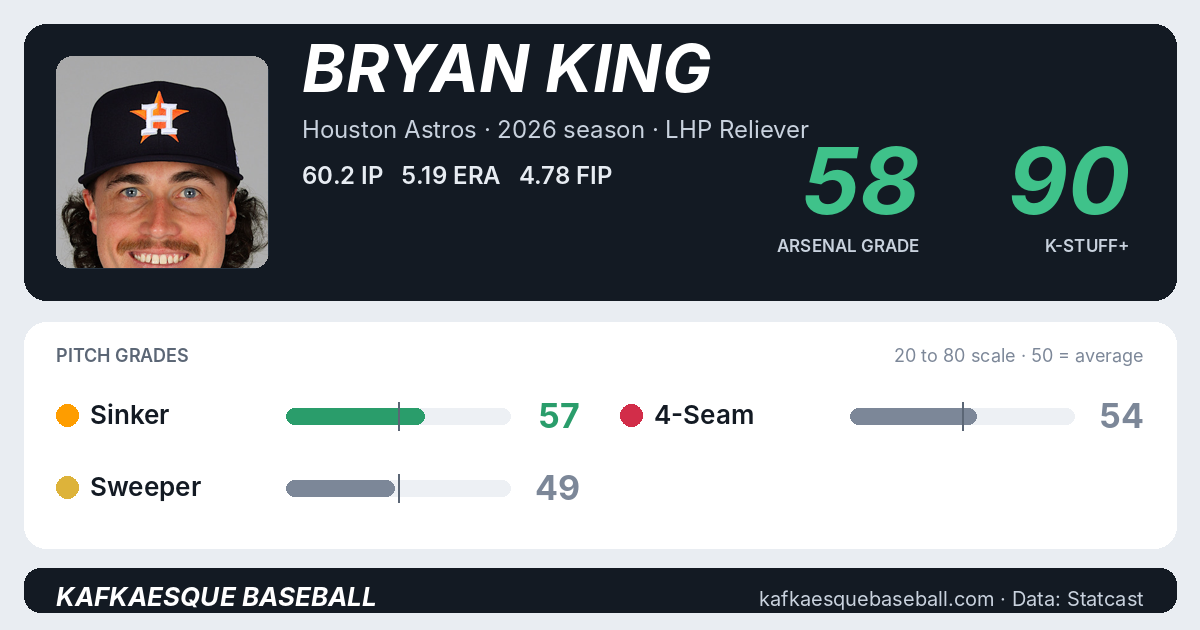 BRYAN KING
Houston Astros · 2026 season · LHP Reliever
60.2 IP 5.19 ERA 4.78 FIP
58 90
ARSENAL GRADE K-STUFF+
H
PITCH GRADES 20 to 80 scale · 50 = average
Sinker 57 4-Seam 54
Sweeper 49
KAFKAESQUE BASEBALL kafkaesquebaseball.com · Data: Statcast